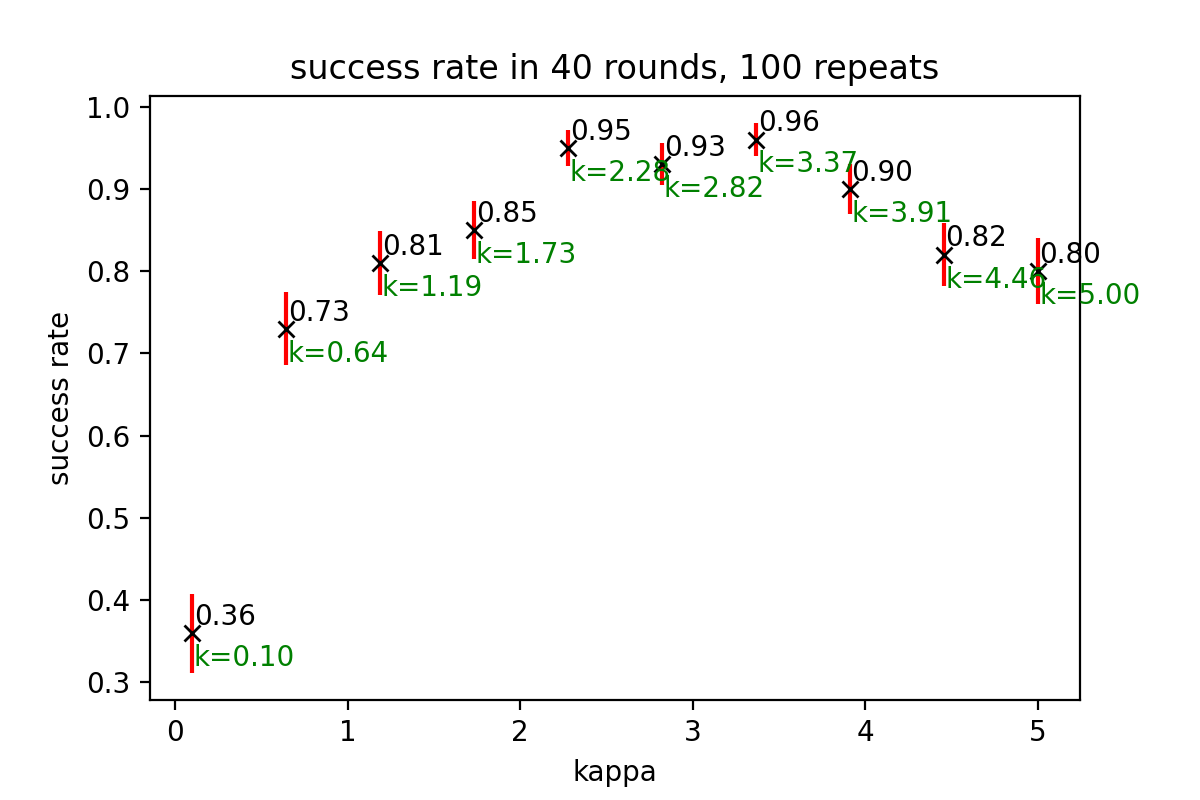 success rate in 40 rounds, 100 repeats
1.0
0.9
0.8
0.7
0.6
0.5
0.4
0.3
success rate
0.36
k=0.10
0.73
k=0.64
0.81
k=1.19
0.85
k=1.73
0.95
k=2.28
0.93
k=2.82
0.96
k=3.37
0.90
k=3.91
0.82
k=4.46
0.80
k=5.00
0
1
2
3
4
5
kappa